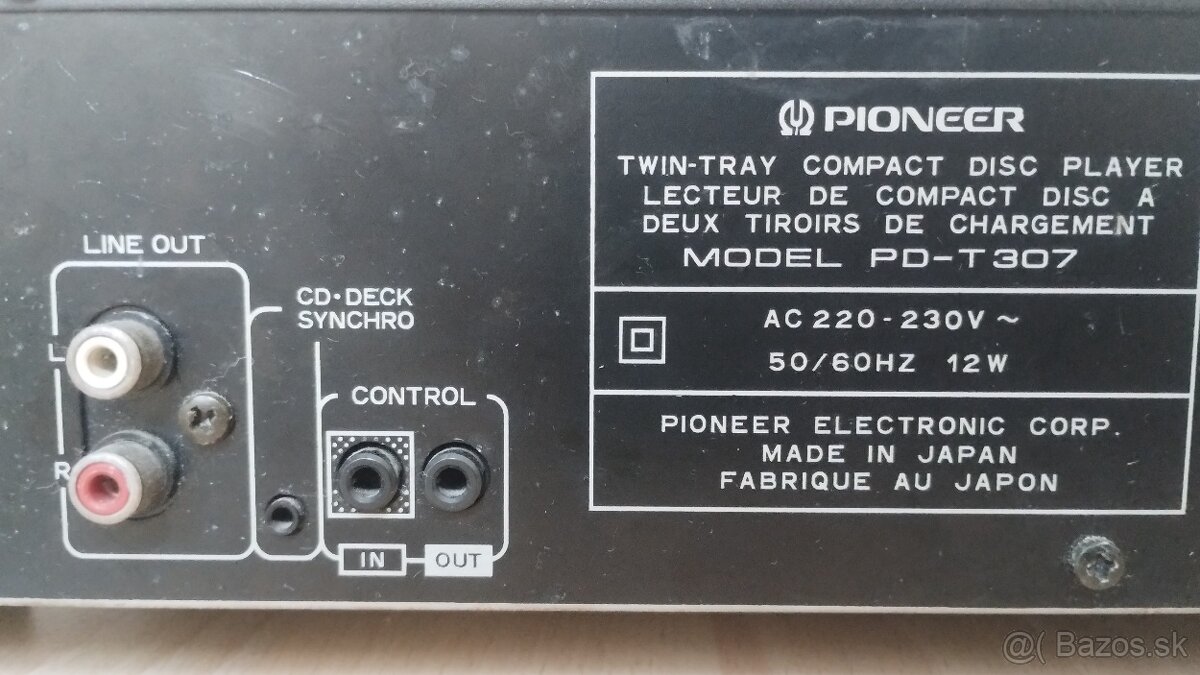 LINE OUT
L
R
CD•DECK
SYNCHRO
CONTROL
IN
OUT
PIONEER
TWIN-TRAY COMPACT DISC PLAYER
LECTEUR DE COMPACT DISC A
DEUX TIROIRS DE CHARGEMENT
MODEL PD-T307
AC 220-230V ~
50/60HZ 12W
PIONEER ELECTRONIC CORP.
MADE IN JAPAN
FABRIQUE AU JAPON
@( Bazos.sk